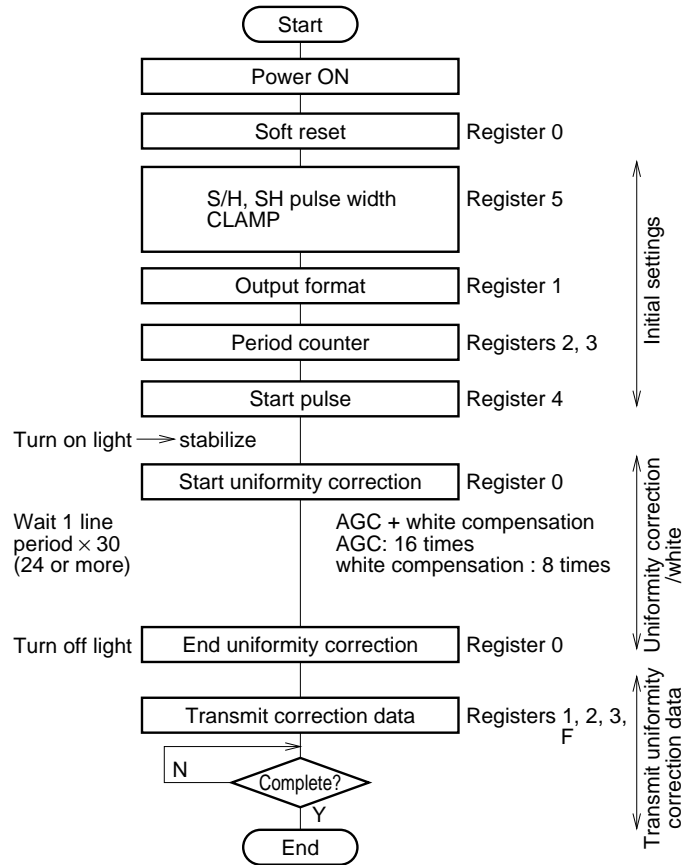 Start
Power ON
Soft reset
Register 0
S/H, SH pulse width
CLAMP
Register 5
Output format
Register 1
Period counter
Registers 2, 3
Start pulse
Register 4
Initial settings
Turn on light → stabilize
Start uniformity correction
Register 0
Wait 1 line
period × 30
(24 or more)
AGC + white compensation
AGC: 16 times
white compensation : 8 times
Uniformity correction
/white
Turn off light
End uniformity correction
Register 0
Transmit correction data
Registers 1, 2, 3,
F
Transmit uniformity
correction data
N
Complete?
Y
End